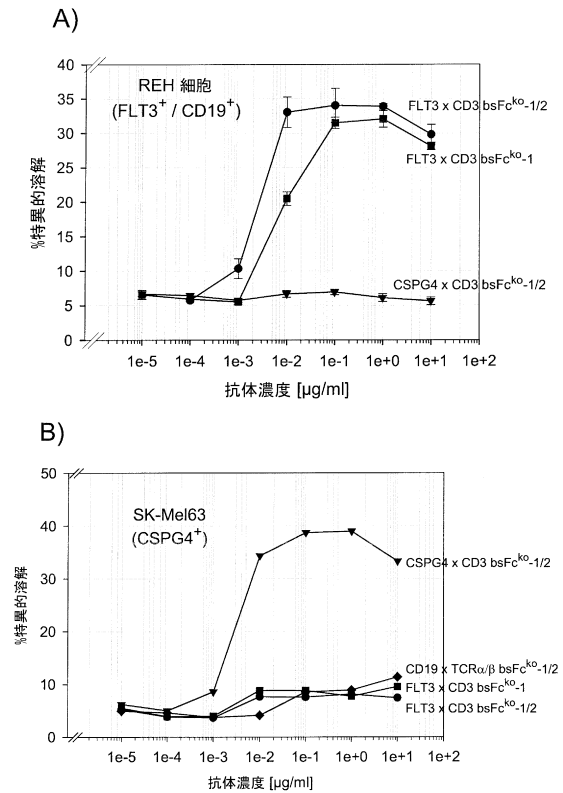 A)
40
35
30
25
20
15
10
5
0
%特異的溶解
REH 細胞
(FLT3+ / CD19+)
FLT3 x CD3 bsFcko-1/2
FLT3 x CD3 bsFcko-1
CSPG4 x CD3 bsFcko-1/2
1e-5 1e-4 1e-3 1e-2 1e-1 1e+0 1e+1 1e+2
抗体濃度 [µg/ml]
B)
50
40
30
20
10
0
%特異的溶解
SK-Mel63
(CSPG4+)
CSPG4 x CD3 bsFcko-1/2
CD19 x TCRα/β bsFcko-1/2
FLT3 x CD3 bsFcko-1
FLT3 x CD3 bsFcko-1/2
1e-5 1e-4 1e-3 1e-2 1e-1 1e+0 1e+1 1e+2
抗体濃度 [µg/ml]